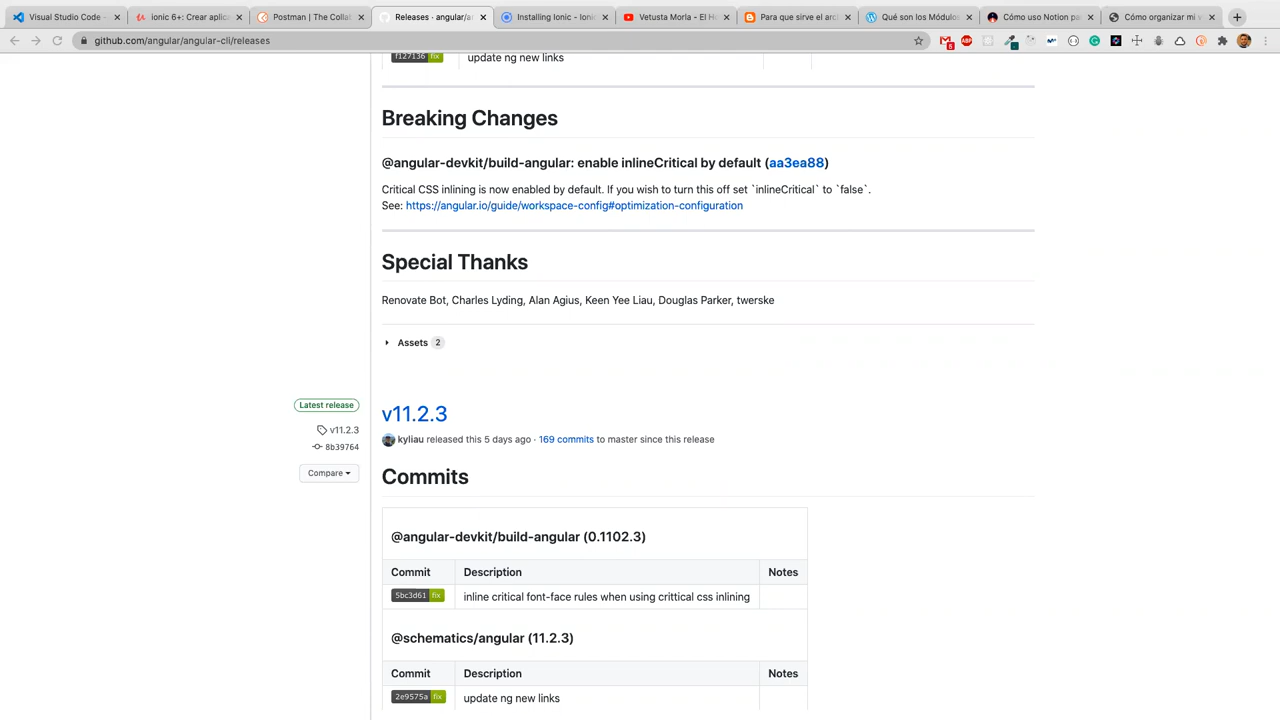 Visual Studio Code -
ionic 6+: Crear aplic
Postman | The Collab
Releases · angular/a
Installing Ionic - Ioni
Vetusta Morla - El H
Para que sirve el arc
Qué son los Módulos
Cómo uso Notion pa
Cómo organizar mi v
github.com/angular/angular-cli/releases
f127136 fix
update ng new links
Breaking Changes
@angular-devkit/build-angular: enable inlineCritical by default (aa3ea88)
Critical CSS inlining is now enabled by default. If you wish to turn this off set `inlineCritical` to `false`.
See: https://angular.io/guide/workspace-config#optimization-configuration
Special Thanks
Renovate Bot, Charles Lyding, Alan Agius, Keen Yee Liau, Douglas Parker, twerske
Assets 2
Latest release
v11.2.3
8b39764
Compare
v11.2.3
kyliau released this 5 days ago · 169 commits to master since this release
Commits
@angular-devkit/build-angular (0.1102.3)
Commit Description Notes
5bc3d61 fix inline critical font-face rules when using crittical css inlining
@schematics/angular (11.2.3)
Commit Description Notes
2e9575a fix update ng new links